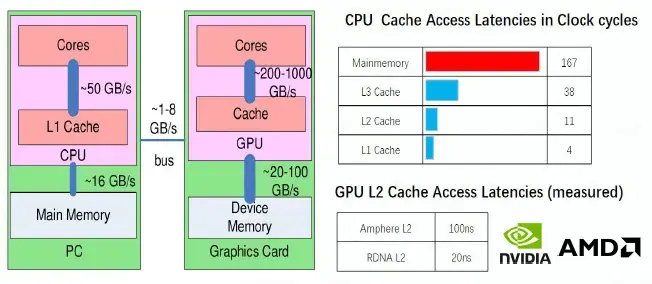 Cores
~50 GB/s
L1 Cache
CPU
~16 GB/s
Main Memory
PC
~1-8
GB/s
bus
Cores
~200-1000
GB/s
Cache
GPU
~20-100
GB/s
Device
Memory
Graphics Card
CPU Cache Access Latencies in Clock cycles
Mainmemory 167
L3 Cache 38
L2 Cache 11
L1 Cache 4
GPU L2 Cache Access Latencies (measured)
Amphere L2 100ns
RDNA L2 20ns
NVIDIA
AMD